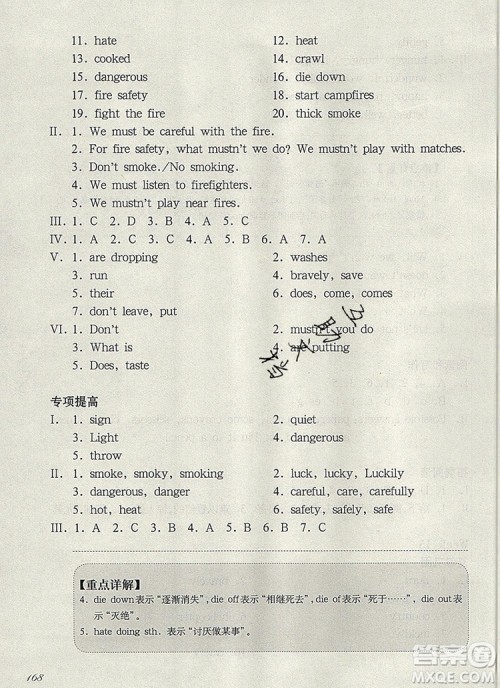 11. hate 12. heat
13. cooked 14. crawl
15. dangerous 16. die down
17. fire safety 18. start campfires
19. fight the fire 20. thick smoke
II. 1. We must be careful with the fire.
2. For fire safety, what mustn't we do? We mustn't play with matches.
3. Don't smoke./No smoking.
4. We must listen to firefighters.
5. We mustn't play near fires.
III. 1. C 2. D 3. B 4. A 5. C
IV. 1. A 2. C 3. A 4. B 5. B 6. A 7. A
V. 1. are dropping 2. washes
3. run 4. bravely, save
5. their 6. does, come, comes
7. don't leave, put
VI. 1. Don't 2. mustn't you do
3. What is 4. are putting
5. Does, taste
专项提高
I. 1. sign 2. quiet
3. Light 4. dangerous
5. throw
II. 1. smoke, smoky, smoking 2. luck, lucky, Luckily
3. dangerous, danger 4. careful, care, carefully
5. hot, heat 6. safety, safely, safe
III. 1. A 2. C 3. B 4. A 5. C 6. B 7. C 8. C
【重点详解】
4. die down表示“逐渐消失”,die off表示“相继死去”,die of表示“死于……”,die out表
示“灭绝”。
5. hate doing sth. 表示“讨厌做某事”。
168
答案圈
MXQE.COM